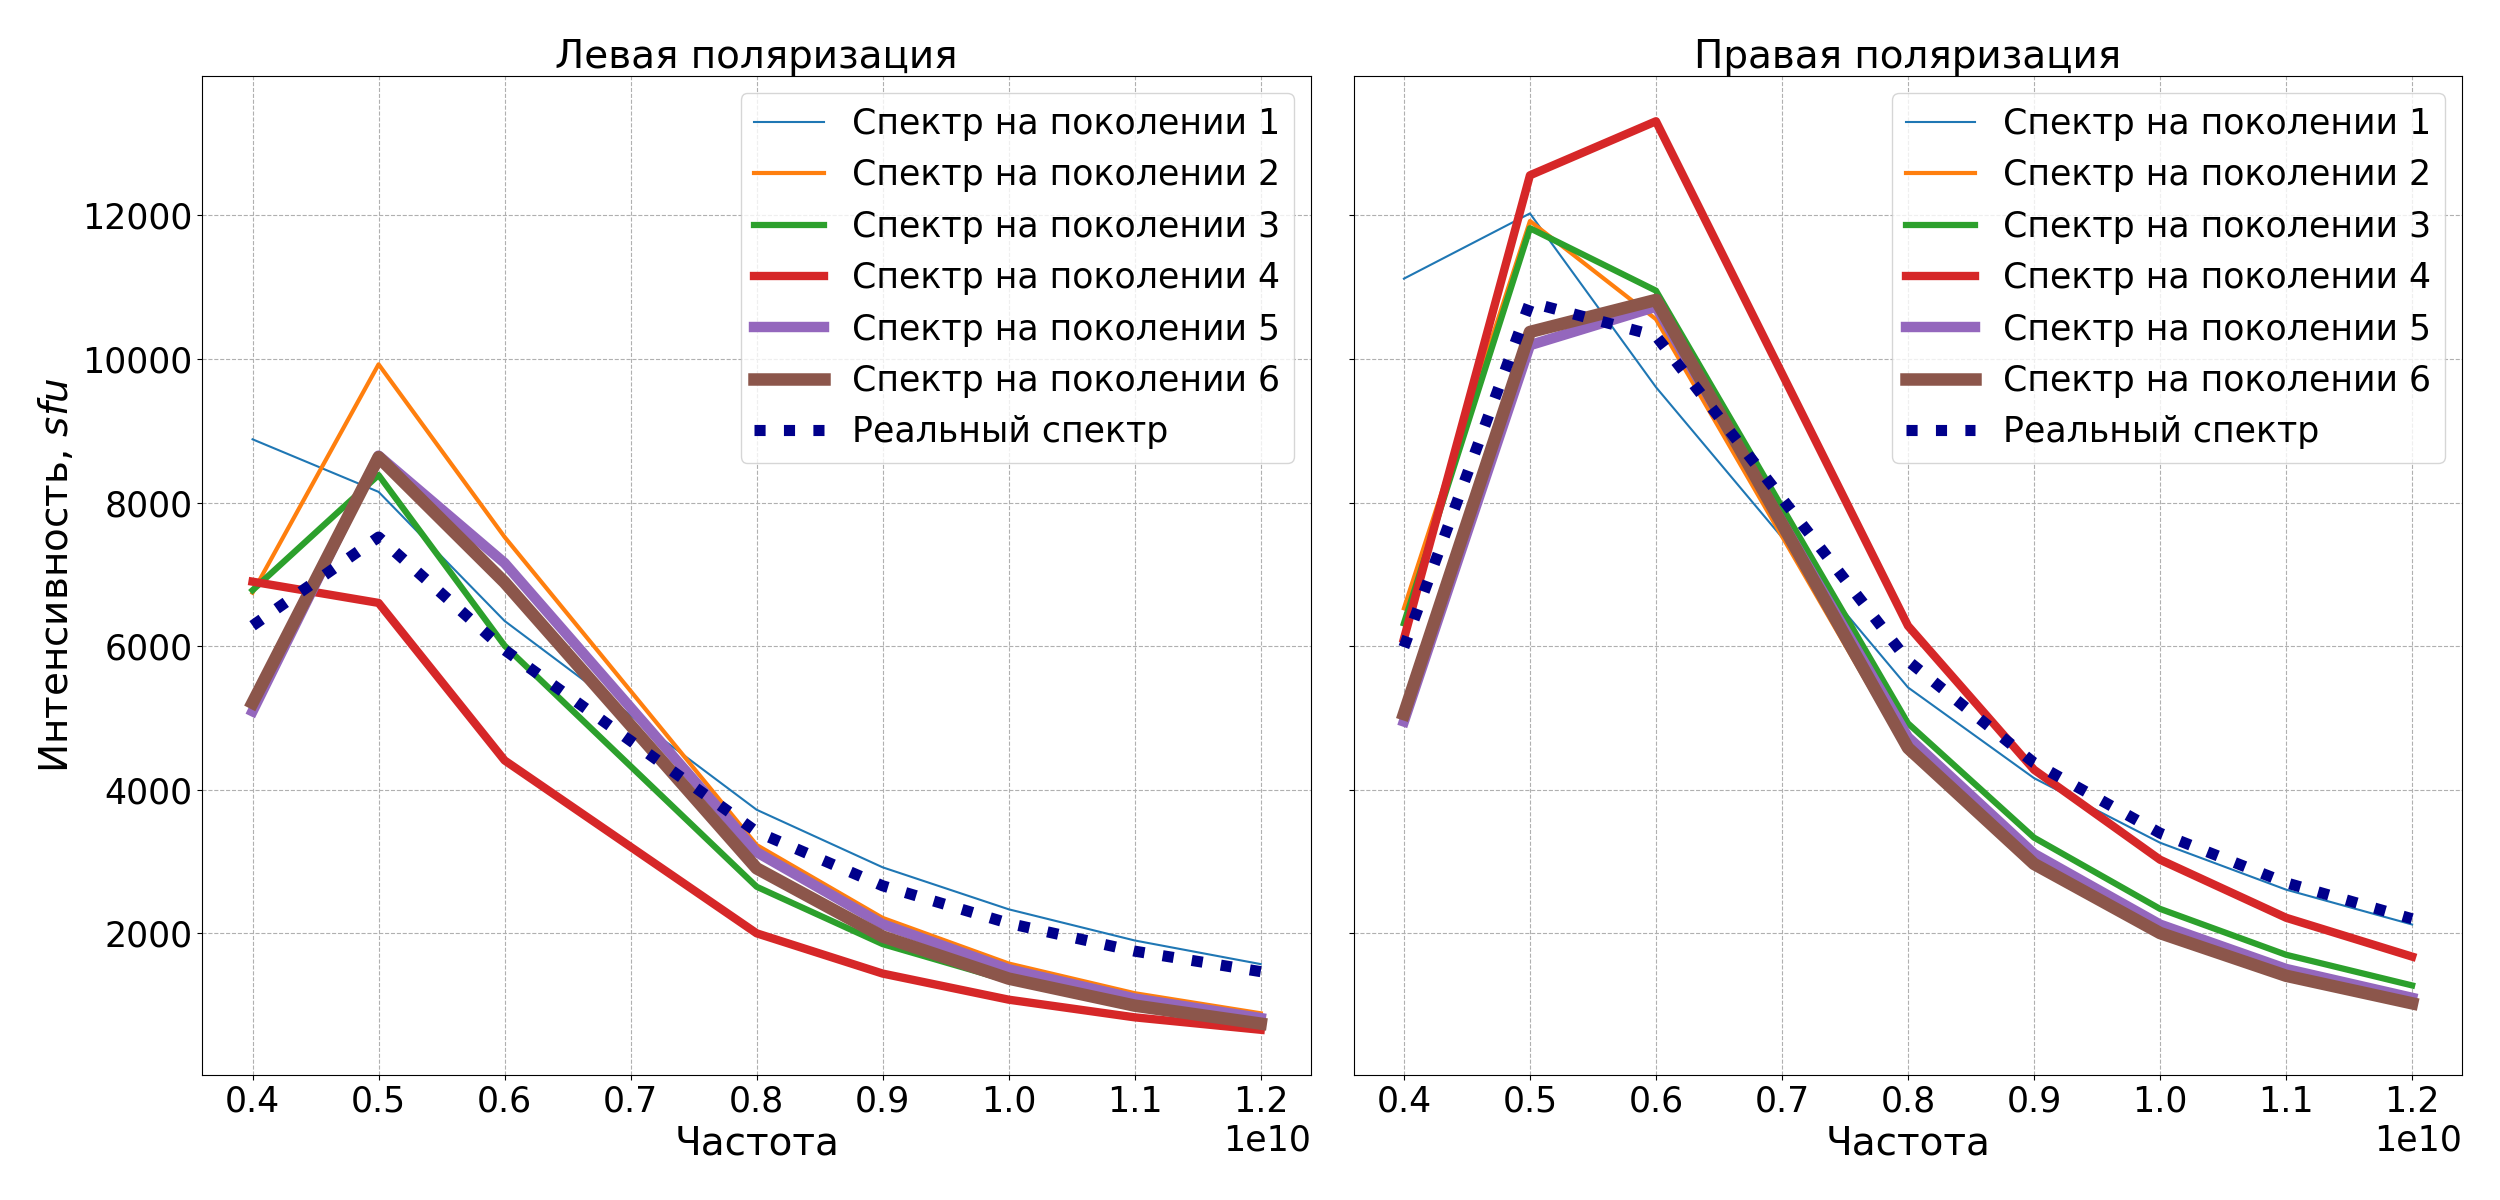 Левая поляризация
Интенсивность, sfu
12000
10000
8000
6000
4000
2000
Спектр на поколении 1
Спектр на поколении 2
Спектр на поколении 3
Спектр на поколении 4
Спектр на поколении 5
Спектр на поколении 6
Реальный спектр
0.4 0.5 0.6 0.7 0.8 0.9 1.0 1.1 1.2
Частота
1e10
Правая поляризация
Спектр на поколении 1
Спектр на поколении 2
Спектр на поколении 3
Спектр на поколении 4
Спектр на поколении 5
Спектр на поколении 6
Реальный спектр
0.4 0.5 0.6 0.7 0.8 0.9 1.0 1.1 1.2
Частота
1e10